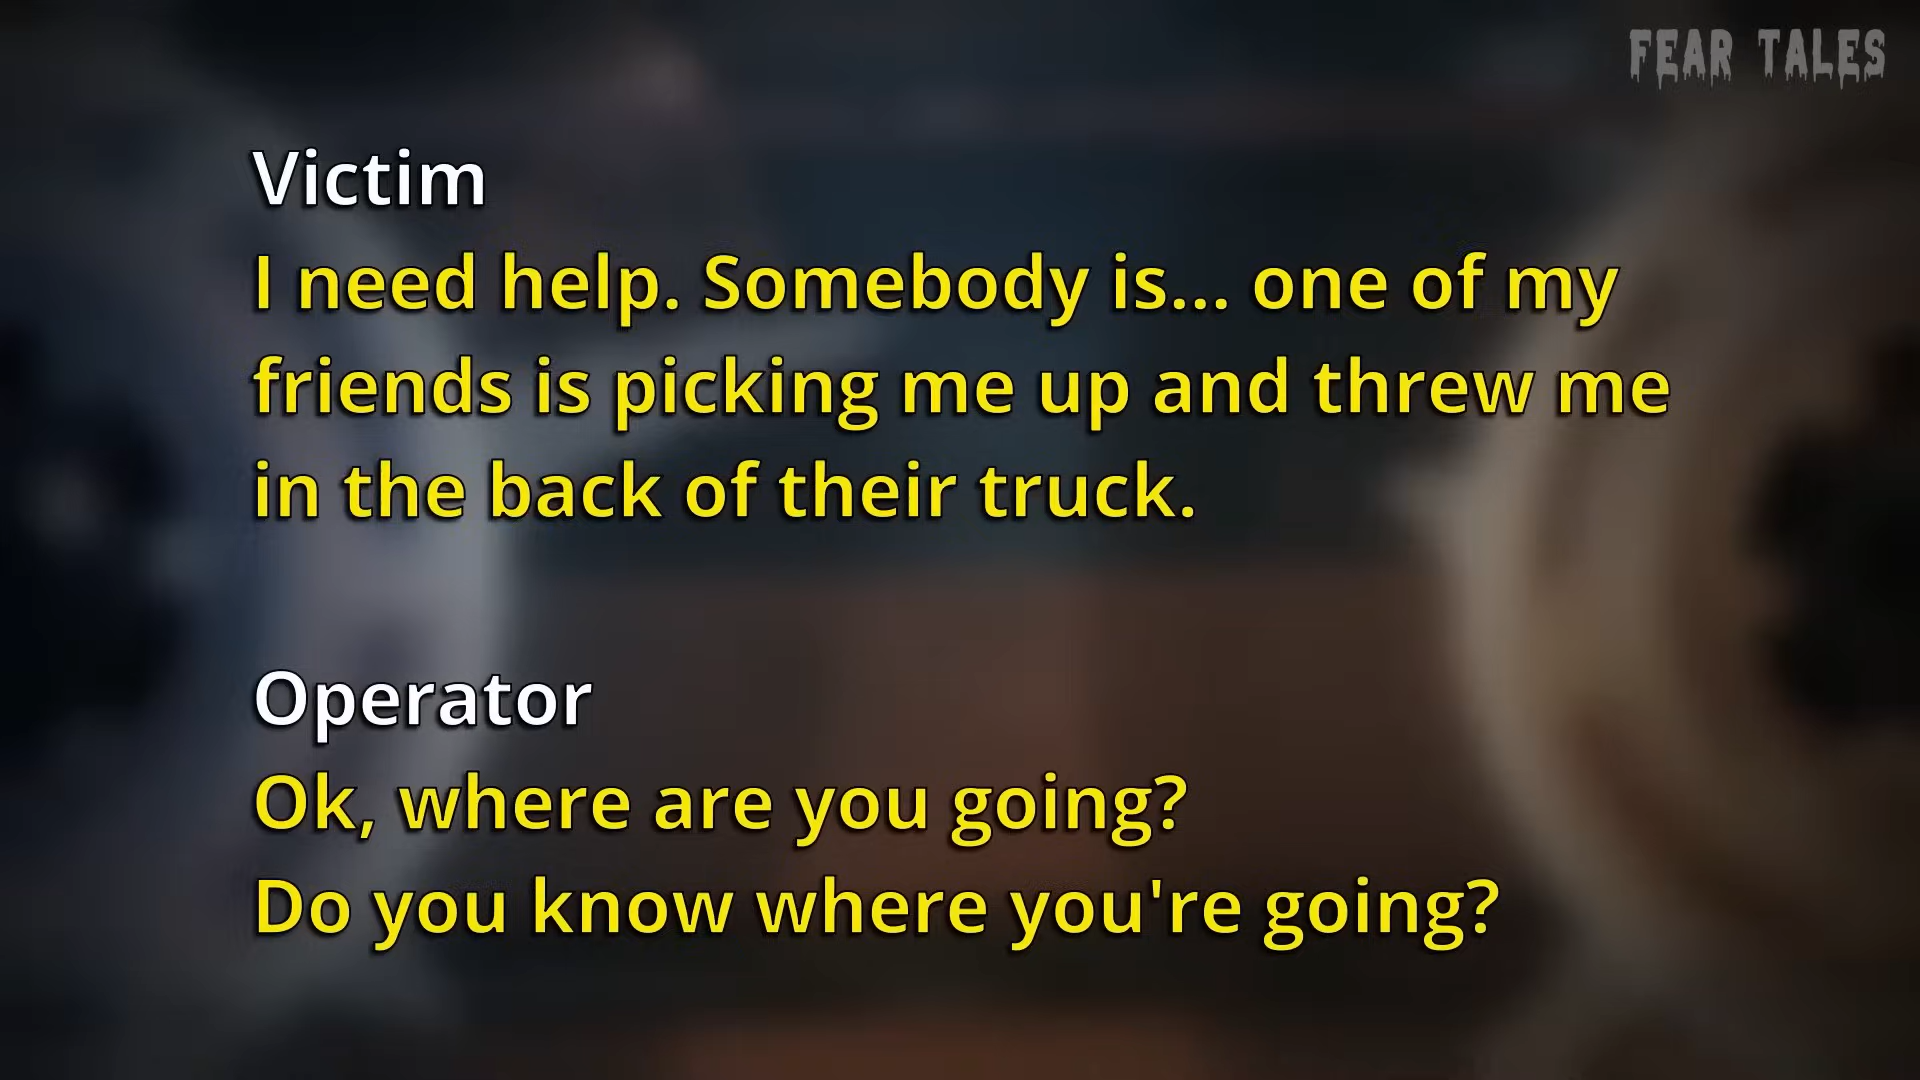 FEAR TALES
Victim
I need help. Somebody is... one of my
friends is picking me up and threw me
in the back of their truck.
Operator
Ok, where are you going?
Do you know where you're going?